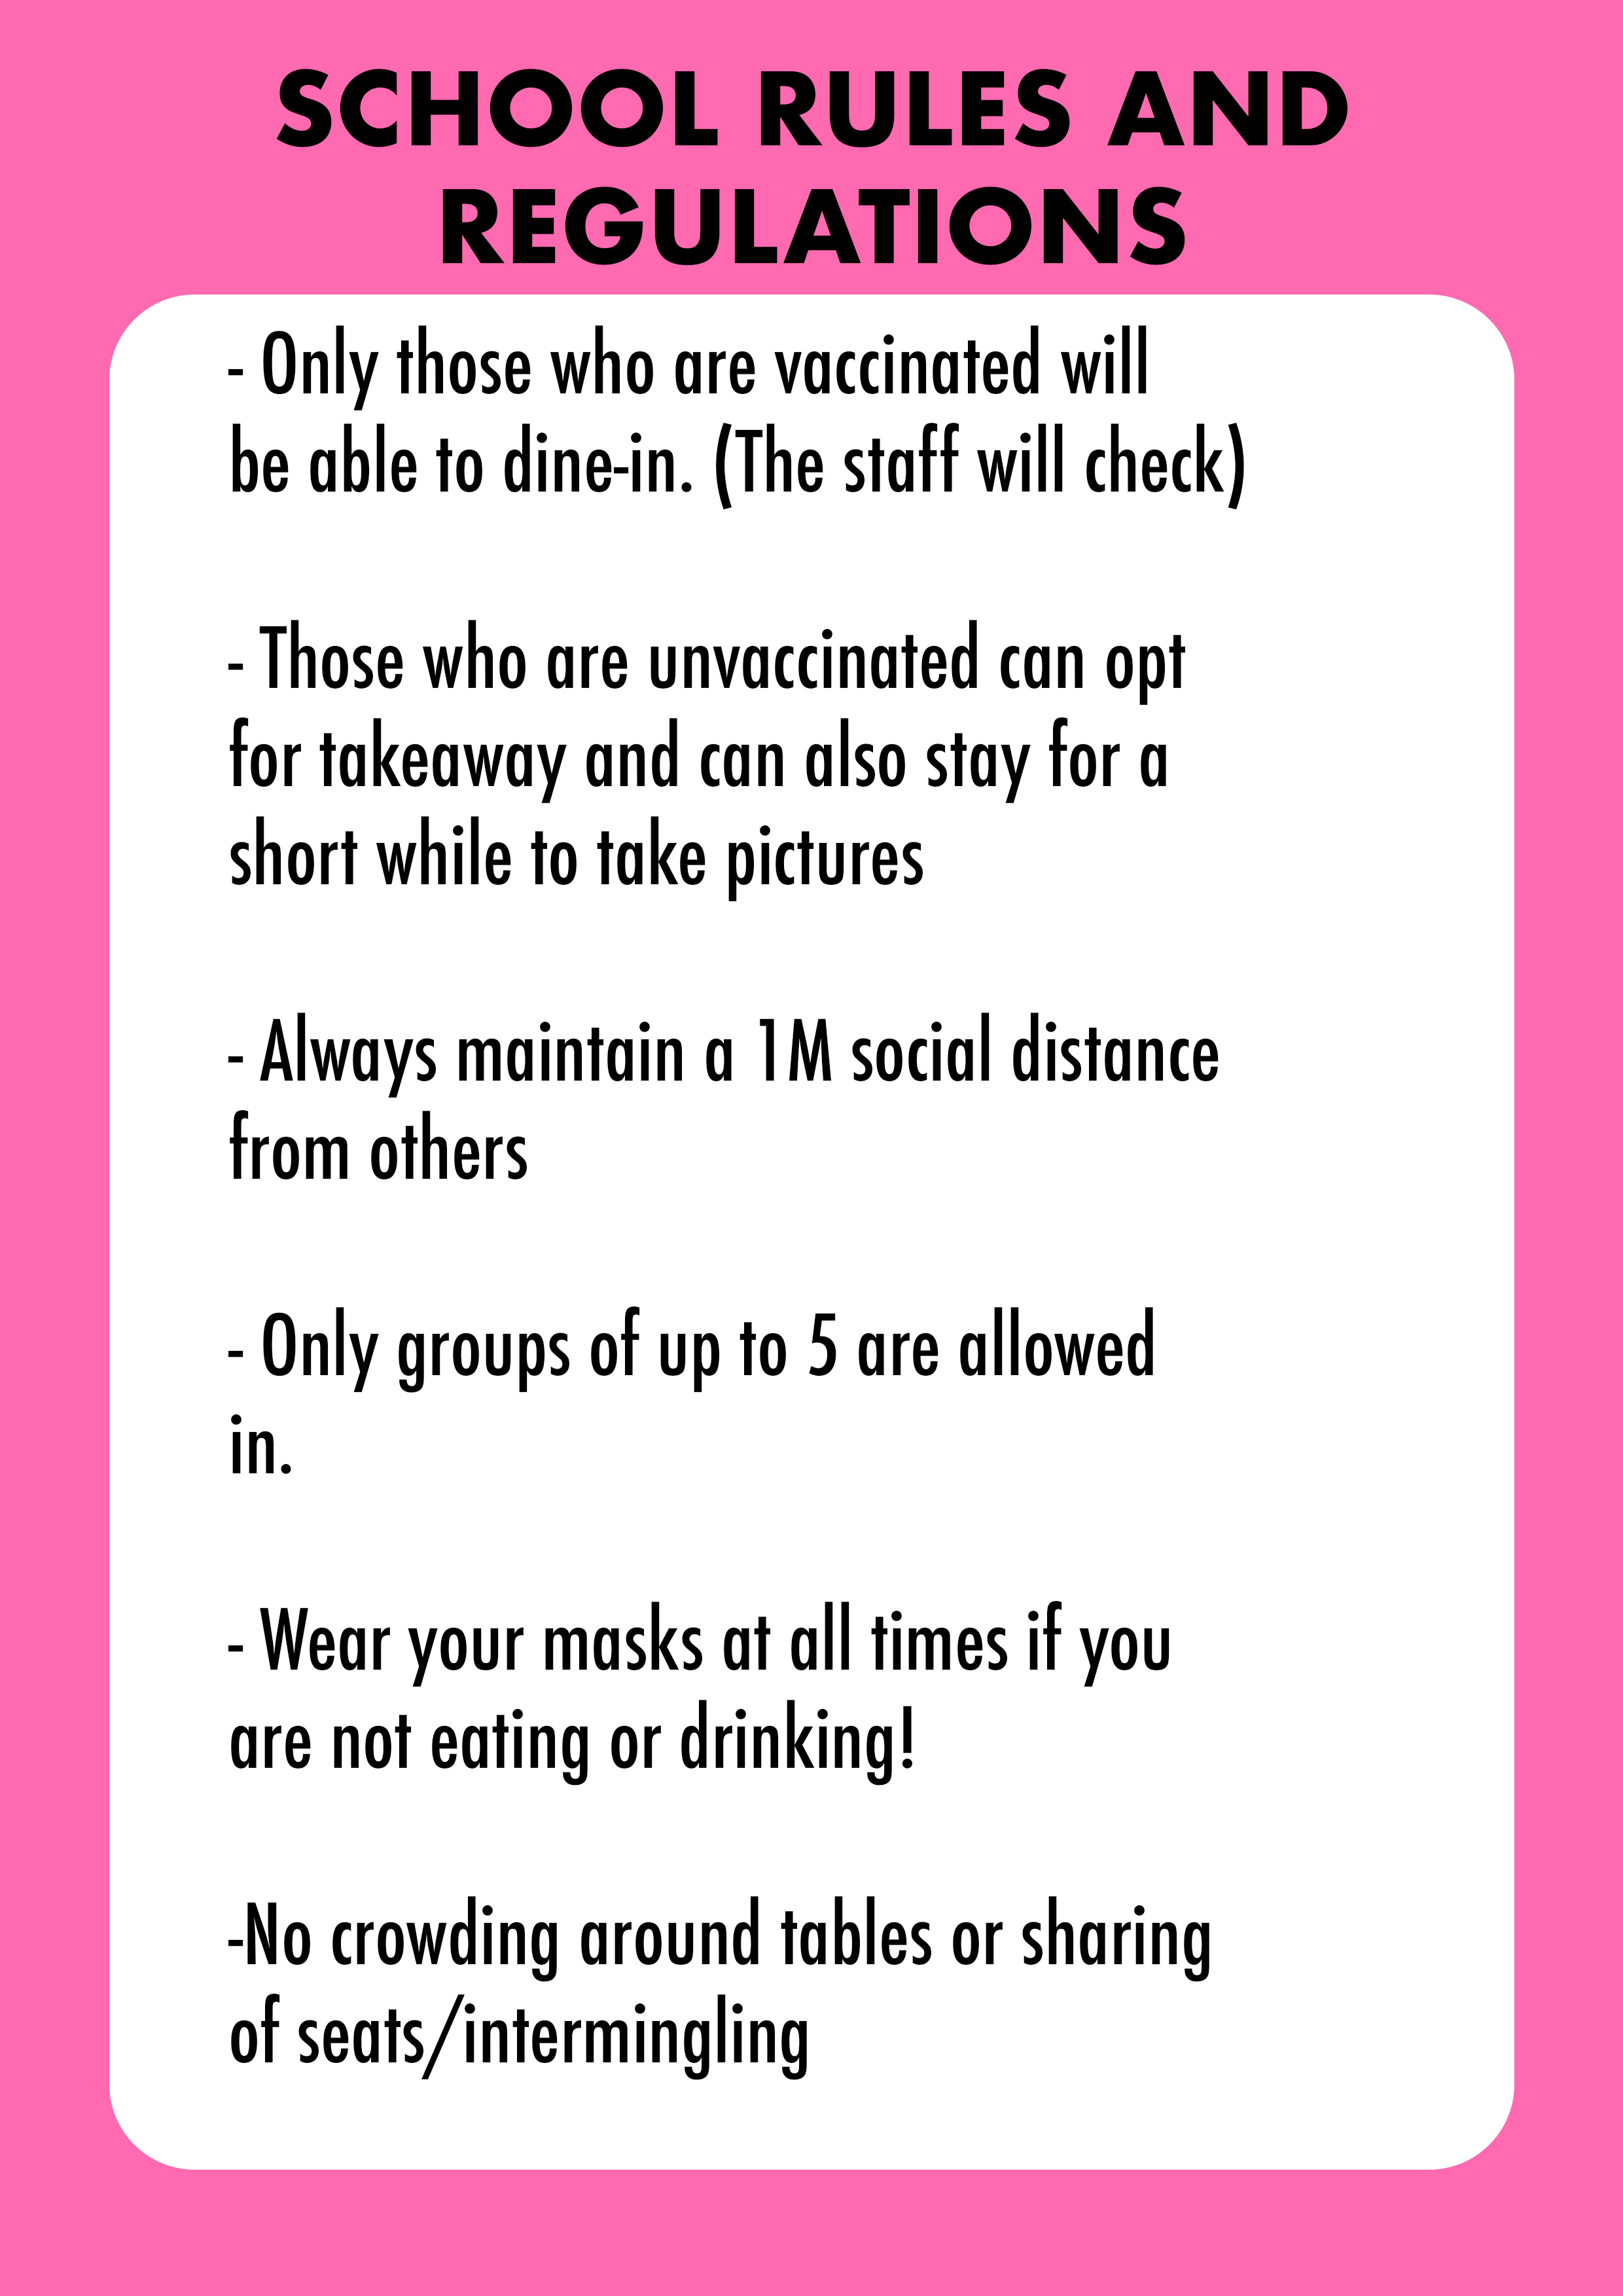 SCHOOL RULES AND
REGULATIONS
- Only those who are vaccinated will
be able to dine-in. (The staff will check)
- Those who are unvaccinated can opt
for takeaway and can also stay for a
short while to take pictures
- Always maintain a 1M social distance
from others
- Only groups of up to 5 are allowed
in.
- Wear your masks at all times if you
are not eating or drinking!
-No crowding around tables or sharing
of seats/intermingling